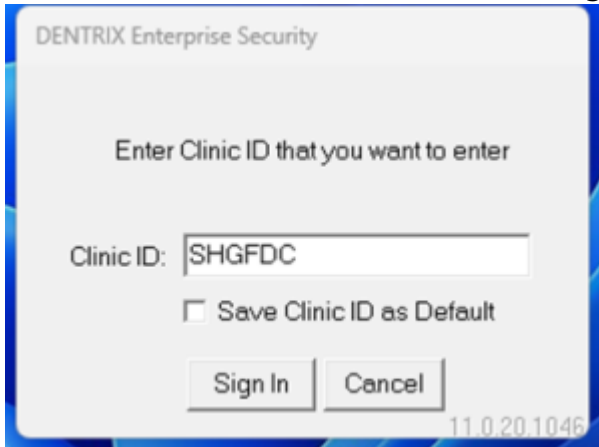 DENTRIX Enterprise Security
Enter Clinic ID that you want to enter
Clinic ID: SHGFDC
Save Clinic ID as Default
Sign In Cancel
11.0.20.1046